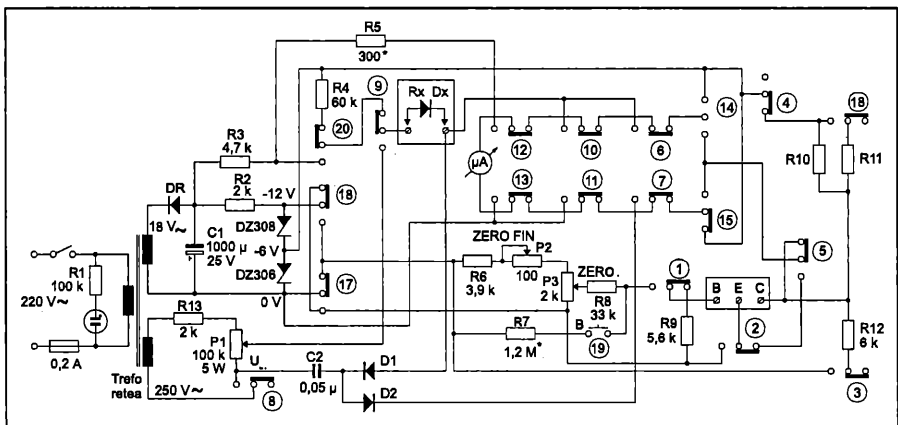 R5
300*
R4
60 k
9
Rx Dx
14
4
18
20
R3
4,7 k
12
10
6
R10
R11
µA
DR
R2
2 k
-12 V
18
13
11
7
15
18 V~
C1
1000 µ
25 V
DZ308
-6 V
DZ306
ZERO FIN
P2
100
5
R1
100 k
220 V~
0 V
17
R6
3,9 k
P3
2 k
ZERO
R8
33 k
1
B E C
R13
2 k
R7
1,2 M*
B
19
R9
5,6 k
2
R12
6 k
P1
100 k
5 W
0,2 A
U
C2
0,05 µ
D1
D2
3
Trefo
retea
250 V~
8